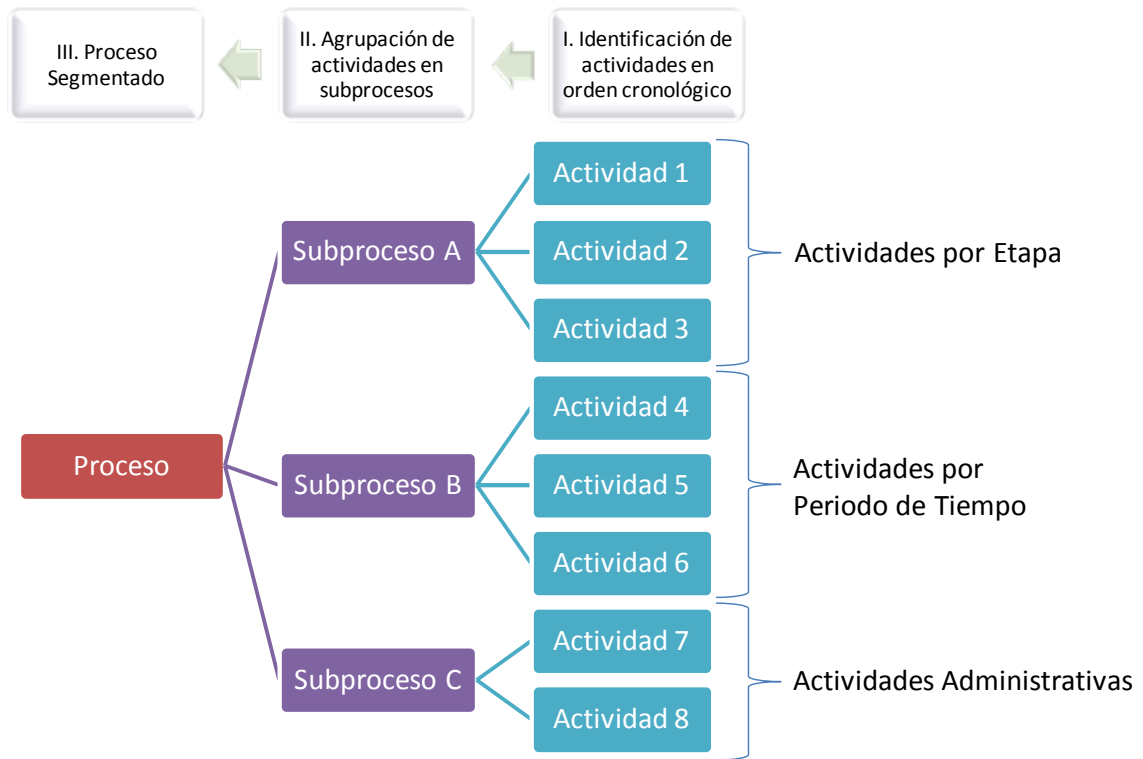 III. Proceso
Segmentado
II. Agrupación de
actividades en
subprocesos
I. Identificación de
actividades en
orden cronológico
Proceso
Subproceso A
Actividad 1
Actividad 2
Actividad 3
Actividades por Etapa
Subproceso B
Actividad 4
Actividad 5
Actividad 6
Actividades por
Periodo de Tiempo
Subproceso C
Actividad 7
Actividad 8
Actividades Administrativas